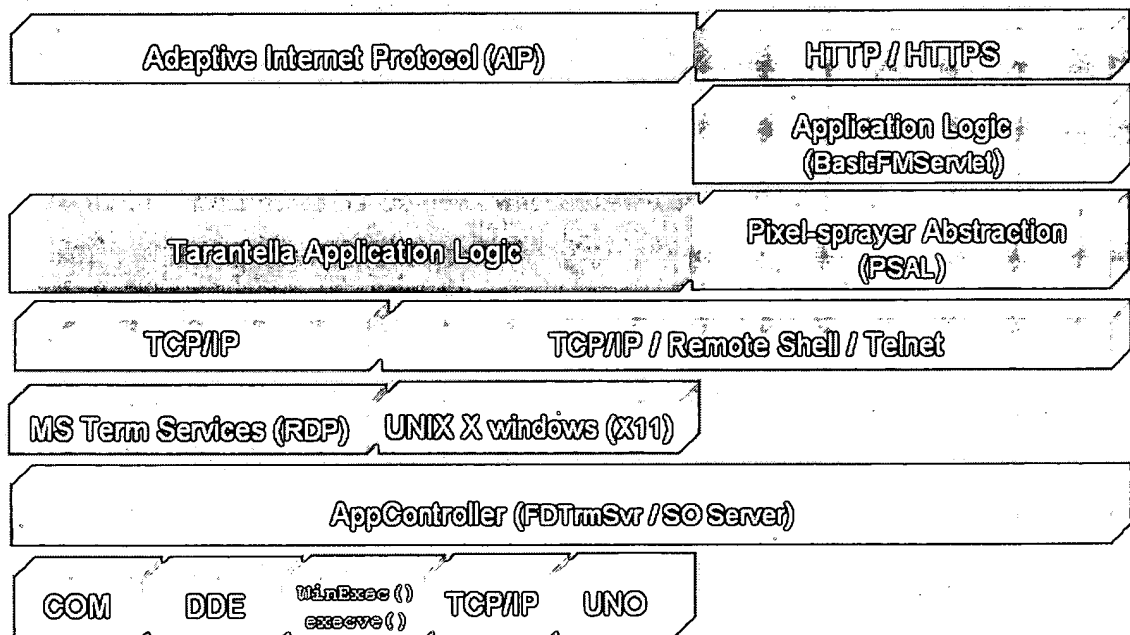 Adaptive Internet Protocol (AIP)
HTTP / HTTPS
Application Logic
(BasicFMServlet)
Tarantella Application Logic
Pixel-sprayer Abstraction
(PSAL)
TCP/IP
TCP/IP / Remote Shell / Telnet
MS Term Services (RDP)
UNIX X windows (X11)
AppController (FDTrmSvr / SO Server)
COM
DDE
WinExec()
execve()
TCP/IP
UNO